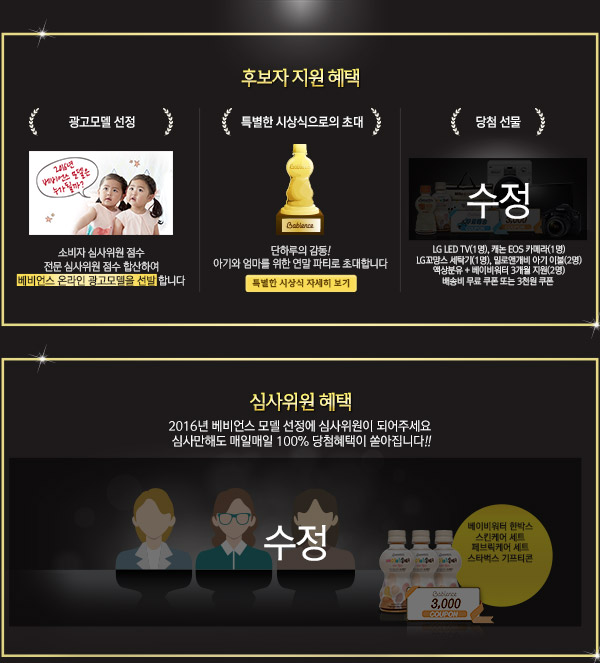 후보자 지원 혜택
광고모델 선정
2016년
베비언스 모델은
누가될까?
소비자 심사위원 점수
전문 심사위원 점수 합산하여
베비언스 온라인 광고모델을 선발 합니다
특별한 시상식으로의 초대
Babience
단하루의 감동!
아기와 엄마를 위한 연말 파티로 초대합니다
특별한 시상식 자세히 보기
당첨 선물
수정
LG LED TV(1명), 캐논 EOS 카메라(1명)
LG꼬망스 세탁기(1명), 밀로앤개비 아기 이불(2명)
액상분유 + 베이비워터 3개월 지원(2명)
배송비 무료 쿠폰 또는 3천원 쿠폰
심사위원 혜택
2016년 베비언스 모델 선정에 심사위원이 되어주세요
심사만해도 매일매일 100% 당첨혜택이 쏟아집니다!!
수정
베이비워터 한박스
스킨케어 세트
패브릭케어 세트
스타벅스 기프티콘
Babience
3,000
COUPON